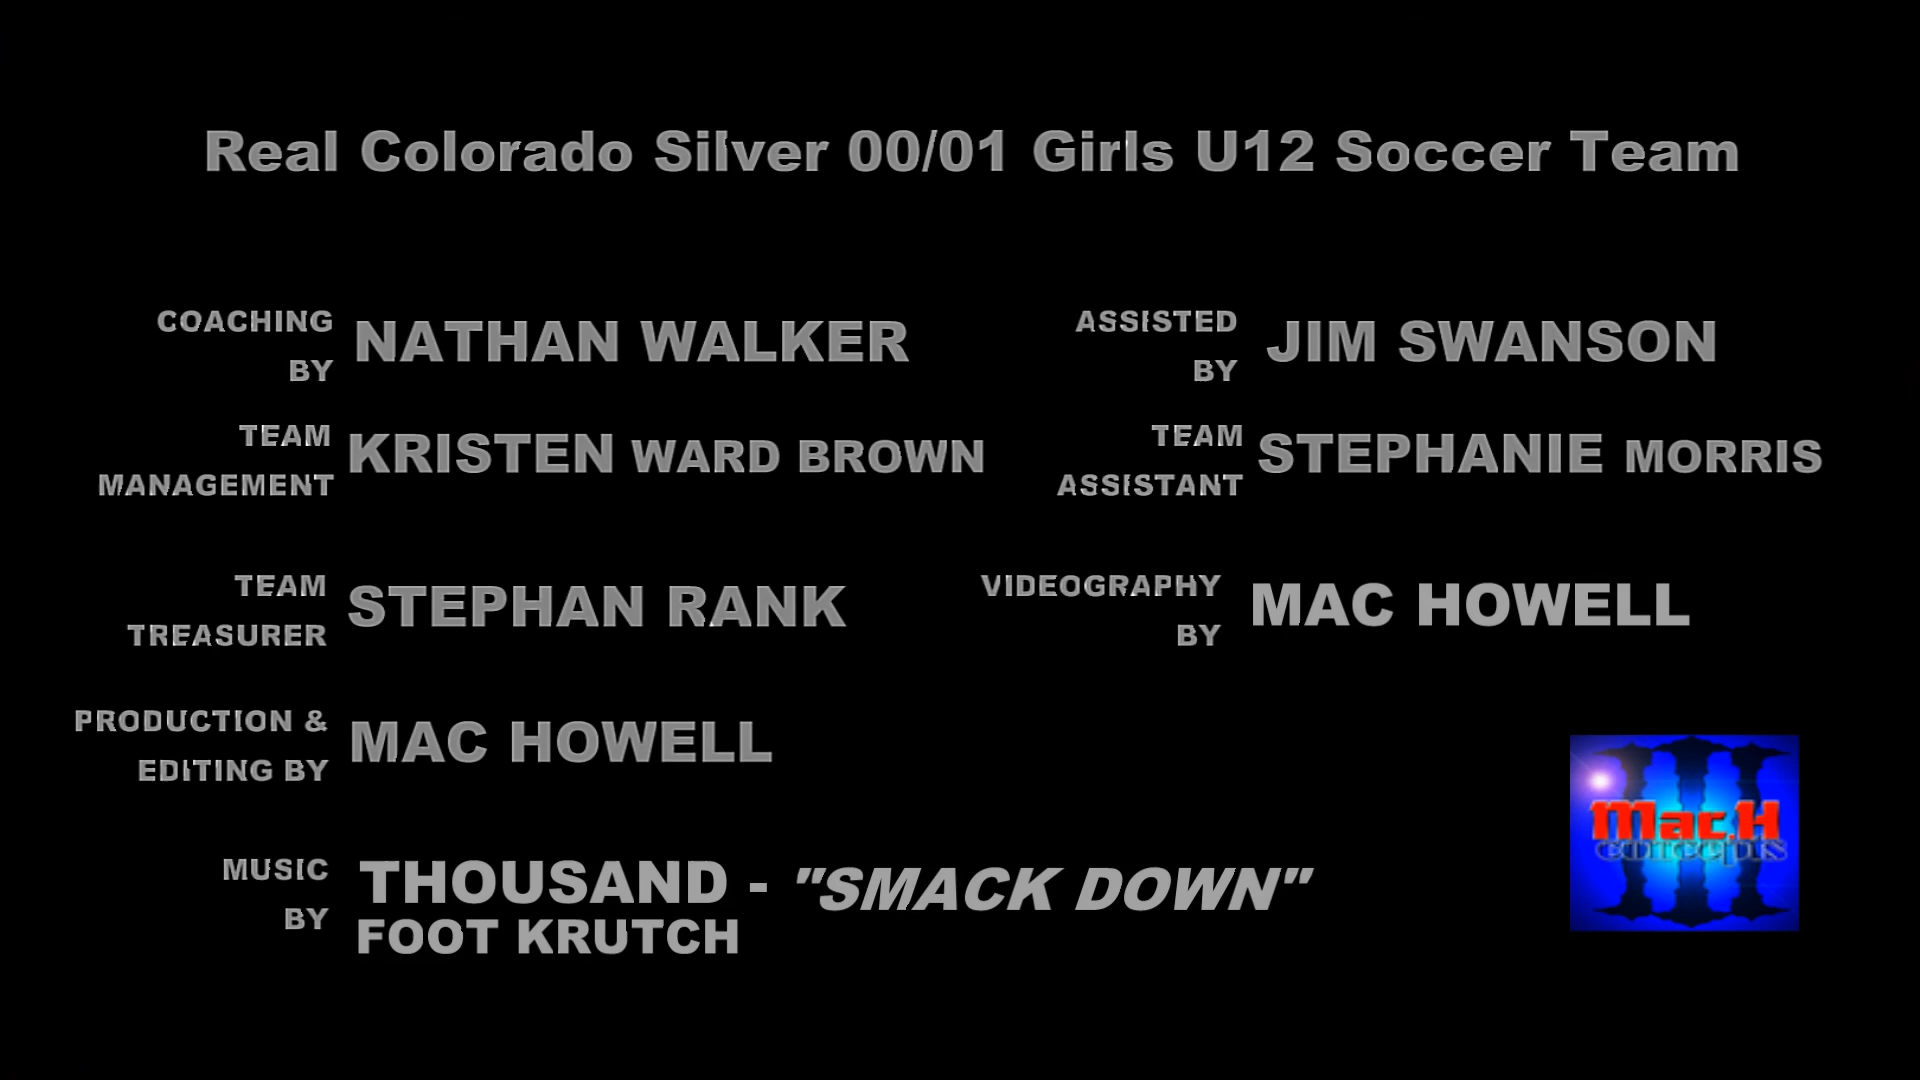 Real Colorado Silver 00/01 Girls U12 Soccer Team
COACHING
BY
NATHAN WALKER
ASSISTED
BY
JIM SWANSON
TEAM
MANAGEMENT
KRISTEN WARD BROWN
TEAM
ASSISTANT
STEPHANIE MORRIS
TEAM
TREASURER
STEPHAN RANK
VIDEOGRAPHY
BY
MAC HOWELL
PRODUCTION &
EDITING BY
MAC HOWELL
MUSIC
BY
THOUSAND - "SMACK DOWN"
FOOT KRUTCH
Mac.H
concepts